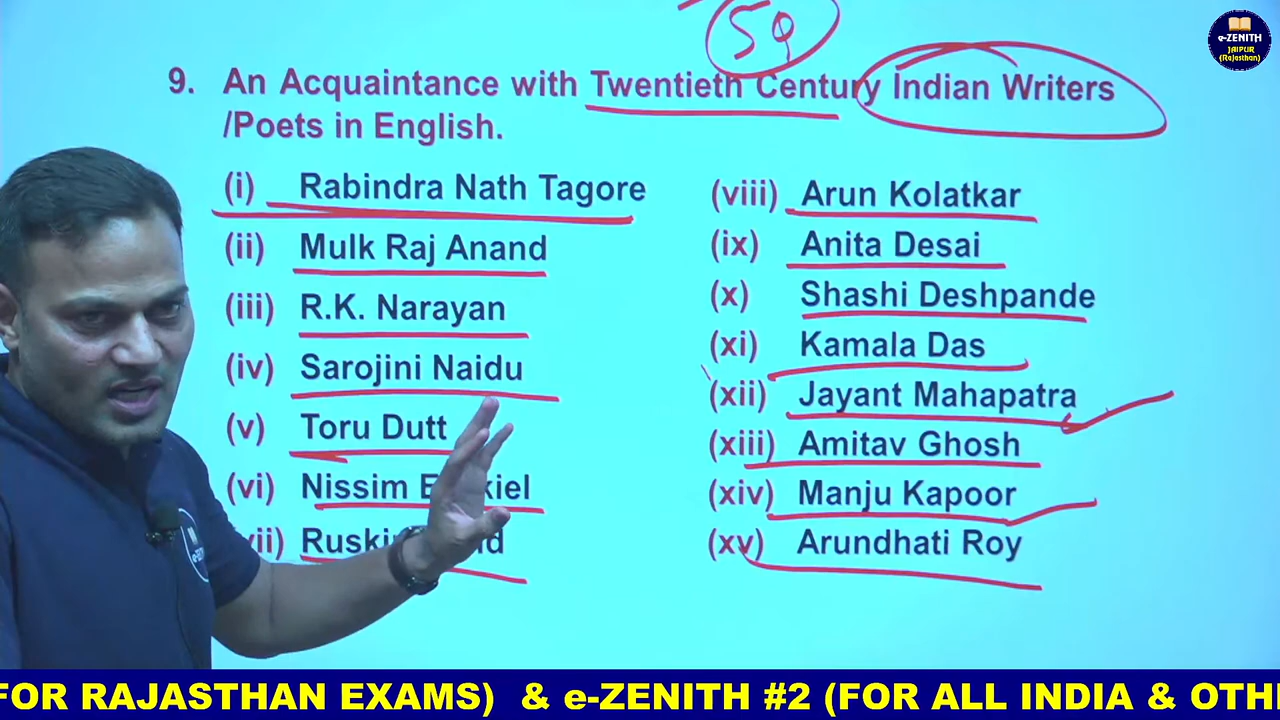 59
e-ZENITH
JAIPUR
(Rajasthan)
9. An Acquaintance with Twentieth Century Indian Writers
/Poets in English.
(i) Rabindra Nath Tagore
(ii) Mulk Raj Anand
(iii) R.K. Narayan
(iv) Sarojini Naidu
(v) Toru Dutt
(vi) Nissim
Ruski
(viii) Arun Kolatkar
(ix) Anita Desai
(x) Shashi Deshpande
(xi) Kamala Das
(xii) Jayant Mahapatra
(xiii) Amitav Ghosh
(xiv) Manju Kapoor
(xv) Arundhati Roy
e-ZENITH
FOR RAJASTHAN EXAMS) & e-ZENITH #2 (FOR ALL INDIA & OTH